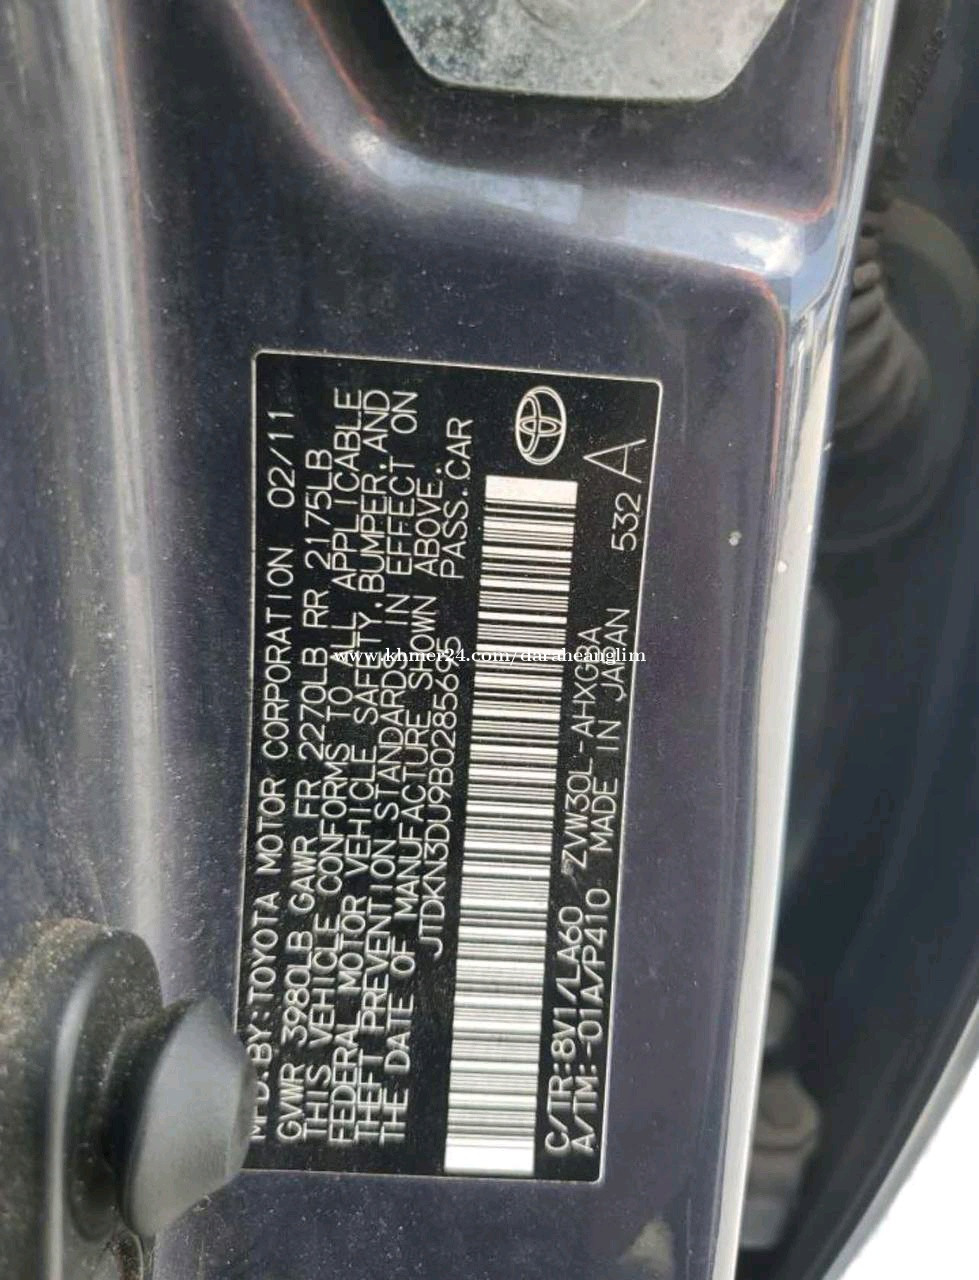 MFD.BY:TOYOTA MOTOR CORPORATION 02/11
GVWR 3980LB GAWR FR 2270LB RR 2175LB
THIS VEHICLE CONFORMS TO ALL APPLICABLE
FEDERAL MOTOR VEHICLE SAFETY, BUMPER, AND
THEFT PREVENTION STANDARDS IN EFFECT ON
THE DATE OF MANUFACTURE SHOWN ABOVE.
PASS.CAR
C/TR:8V1/LA60 ZVW30L-AHXGBA
A/TM:-01A/P410 MADE IN JAPAN 532 A
www.khmer24.com/daraheanglim